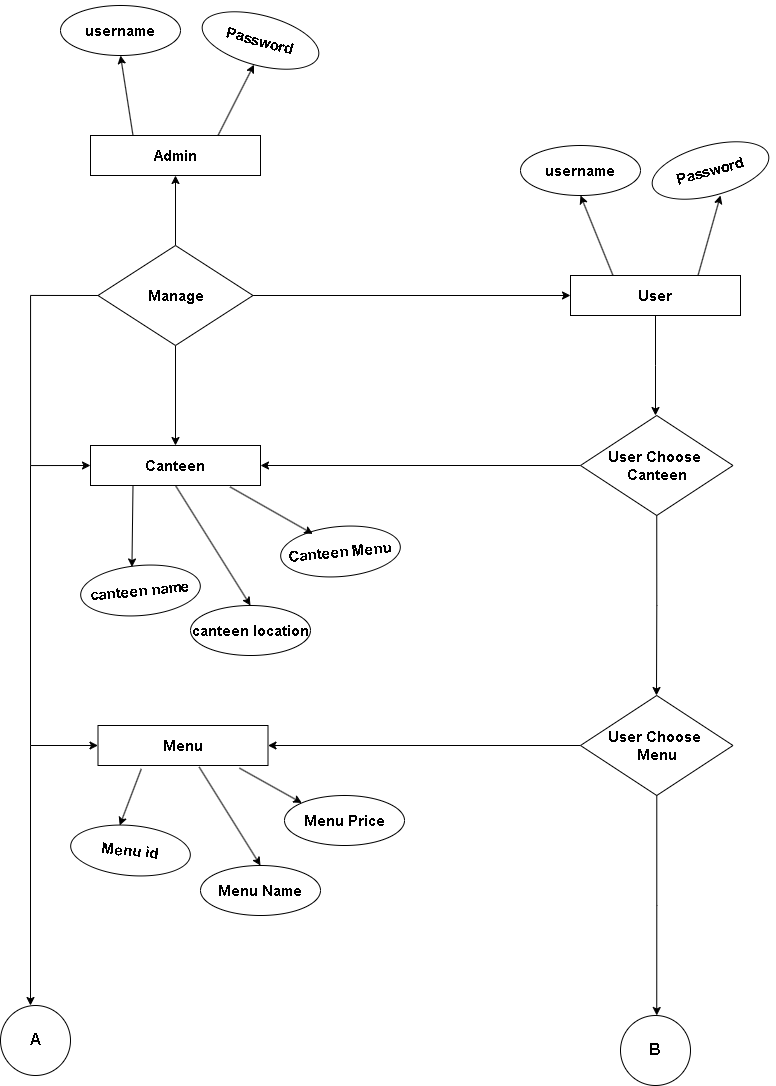 username
Password
Admin
username
Password
Manage
User
Canteen
User Choose
Canteen
Canteen Menu
canteen name
canteen location
Menu
User Choose
Menu
Menu Price
Menu id
Menu Name
A
B